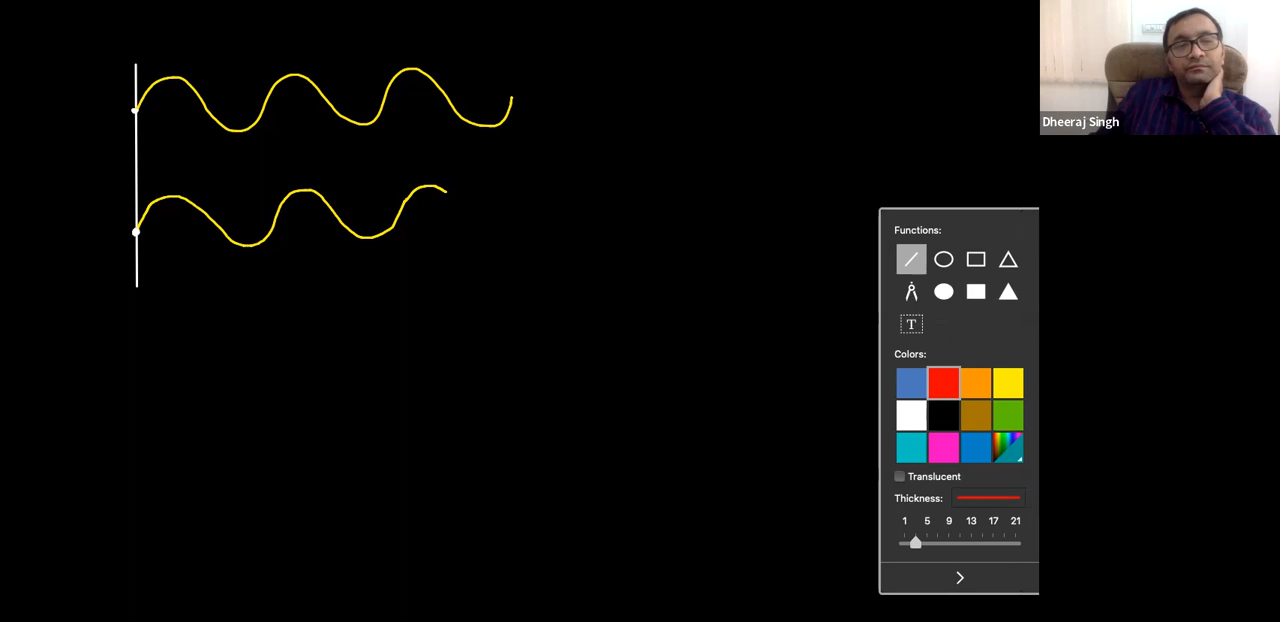 Dheeraj Singh
Functions:
T
Colors:
Translucent
Thickness:
1 5 9 13 17 21